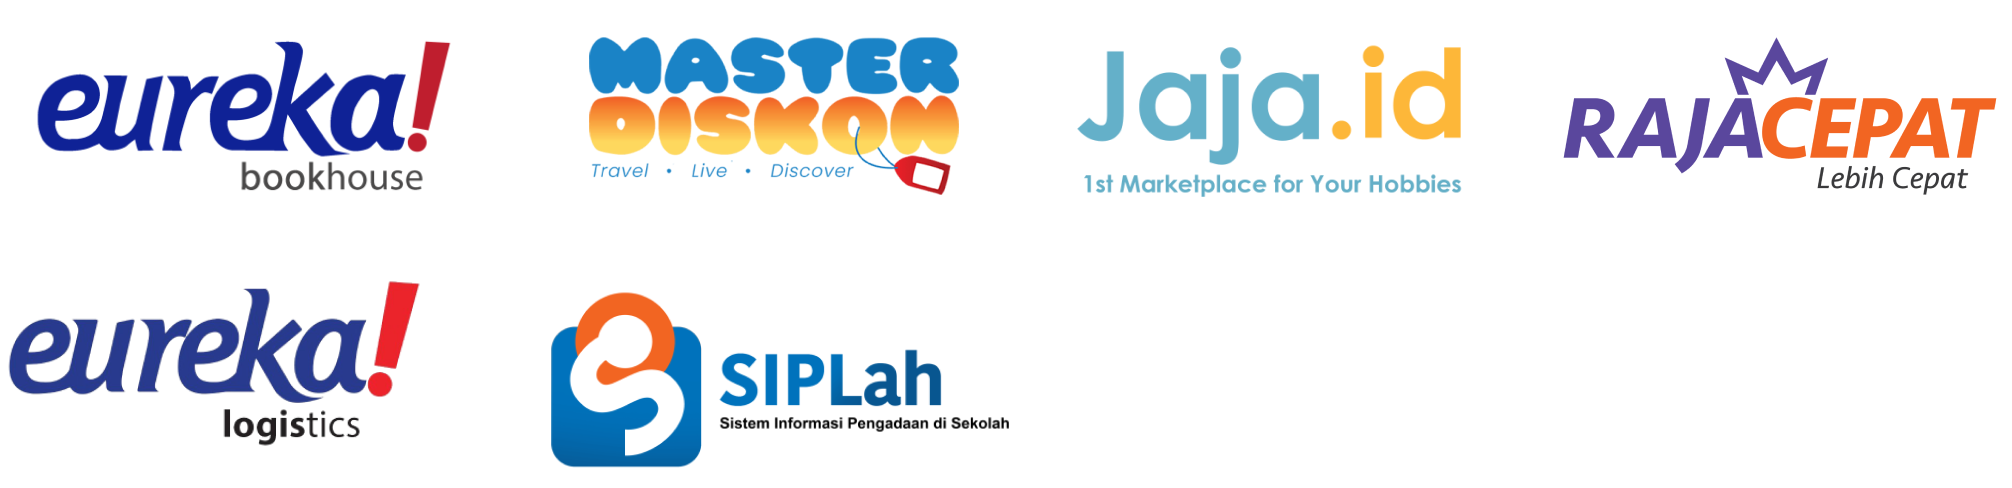 eureka!
bookhouse
MASTER
DISKON
Travel • Live • Discover
Jaja.id
1st Marketplace for Your Hobbies
RAJACEPAT
Lebih Cepat
eureka!
logistics
SIPLah
Sistem Informasi Pengadaan di Sekolah